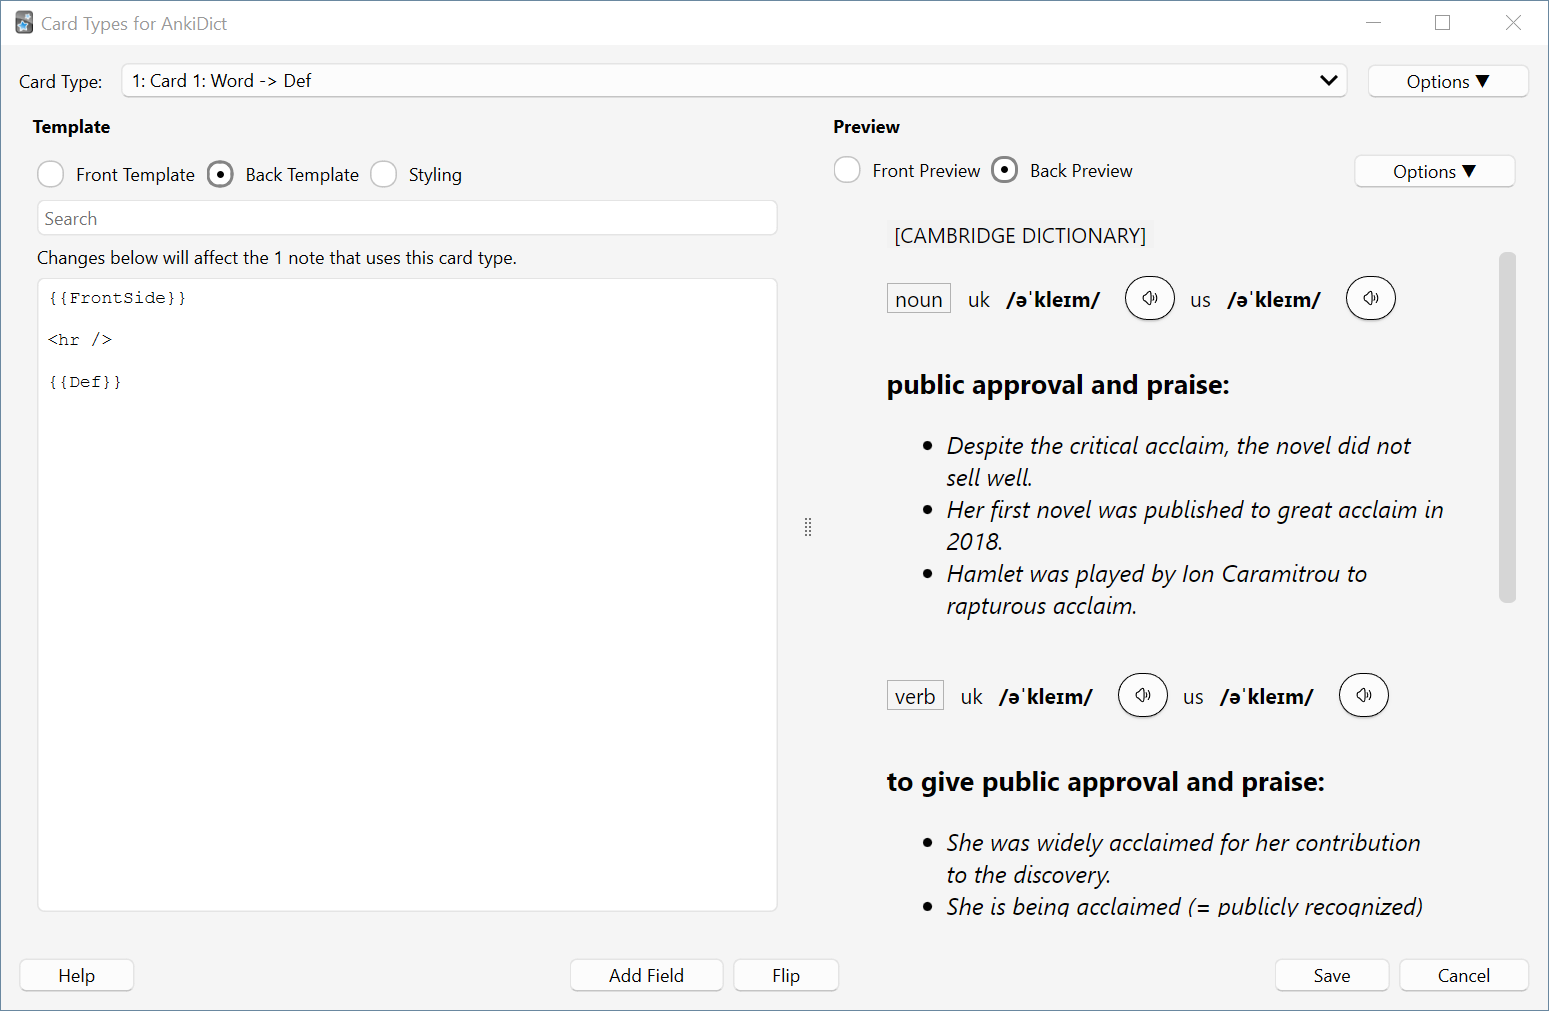 Card Types for AnkiDict
Card Type: 1: Card 1: Word -> Def Options ▼
Template
Front Template Back Template Styling
Search
Changes below will affect the 1 note that uses this card type.
{{FrontSide}}
<hr />
{{Def}}
Preview
Front Preview Back Preview Options ▼
[CAMBRIDGE DICTIONARY]
noun uk /əˈkleɪm/ us /əˈkleɪm/
public approval and praise:
• Despite the critical acclaim, the novel did not
sell well.
• Her first novel was published to great acclaim in
2018.
• Hamlet was played by Ion Caramitrou to
rapturous acclaim.
verb uk /əˈkleɪm/ us /əˈkleɪm/
to give public approval and praise:
• She was widely acclaimed for her contribution
to the discovery.
• She is being acclaimed (= publicly recognized)
Help Add Field Flip Save Cancel